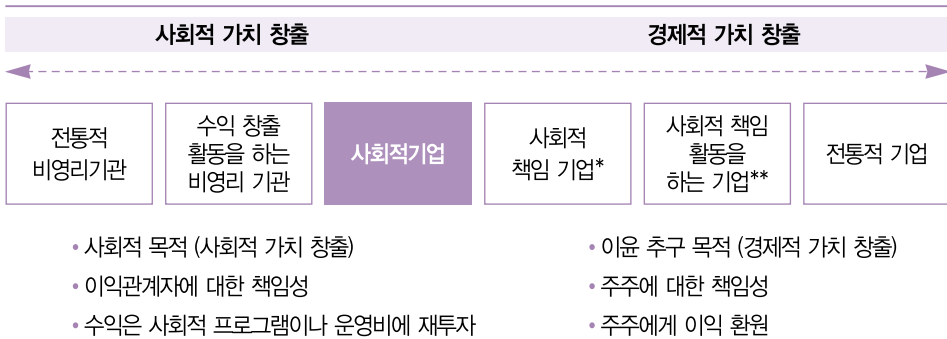 사회적 가치 창출
경제적 가치 창출
전통적
비영리기관
수익 창출
활동을 하는
비영리 기관
사회적기업
사회적
책임 기업*
사회적 책임
활동을
하는 기업**
전통적 기업
• 사회적 목적 (사회적 가치 창출)
• 이익관계자에 대한 책임성
• 수익은 사회적 프로그램이나 운영비에 재투자
• 이윤 추구 목적 (경제적 가치 창출)
• 주주에 대한 책임성
• 주주에게 이익 환원